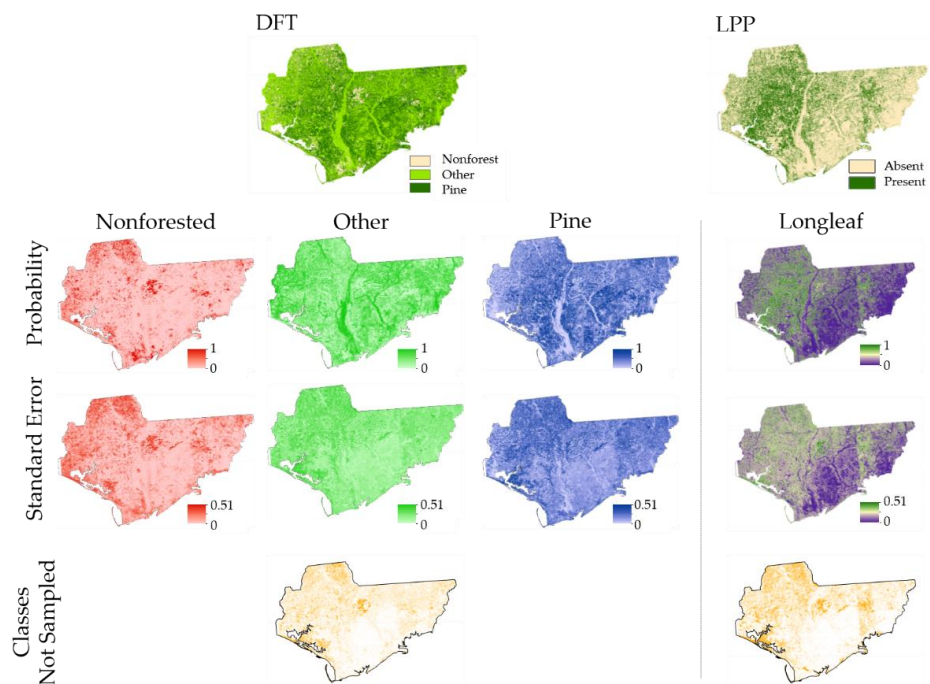 DFT
LPP
Nonforest
Other
Pine
Absent
Present
Nonforested
Other
Pine
Longleaf
Probability
1
0
1
0
1
0
1
0
Standard Error
0.51
0
0.51
0
0.51
0
0.51
0
Classes
Not Sampled